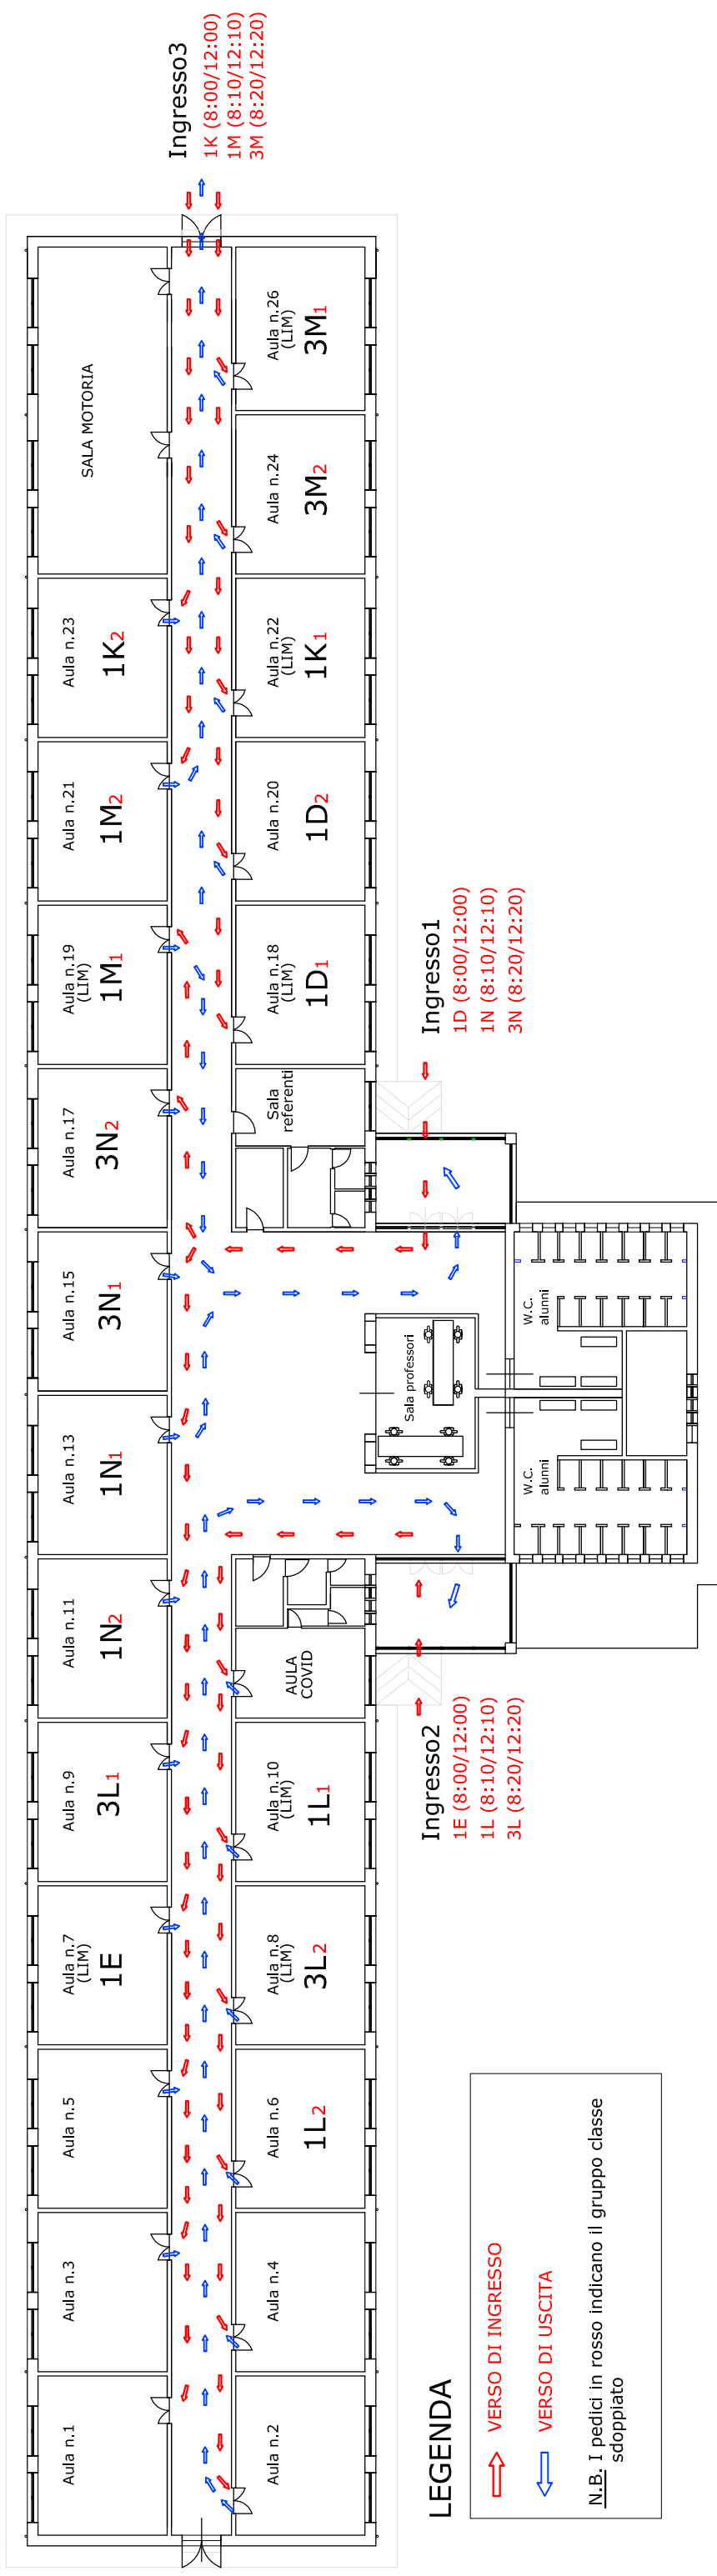 Ingresso3
1K (8:00/12:00)
1M (8:10/12:10)
3M (8:20/12:20)
Aula n.1
Aula n.3
Aula n.5
Aula n.7
(LIM)
1E
Aula n.9
3L1
Aula n.11
1N2
Aula n.13
1N1
Aula n.15
3N1
Aula n.17
3N2
Aula n.19
(LIM)
1M1
Aula n.21
1M2
Aula n.23
1K2
SALA MOTORIA
Aula n.2
Aula n.4
Aula n.6
1L2
Aula n.8
(LIM)
3L2
Aula n.10
(LIM)
1L1
AULA
COVID
Sala professori
Sala
referenti
Aula n.18
(LIM)
1D1
Aula n.20
1D2
Aula n.22
(LIM)
1K1
Aula n.24
3M2
Aula n.26
(LIM)
3M1
Ingresso2
1E (8:00/12:00)
1L (8:10/12:10)
3L (8:20/12:20)
Ingresso1
1D (8:00/12:00)
1N (8:10/12:10)
3N (8:20/12:20)
W.C.
alunni
W.C.
alunni
LEGENDA
VERSO DI INGRESSO
VERSO DI USCITA
N.B. I pedici in rosso indicano il gruppo classe
sdoppiato